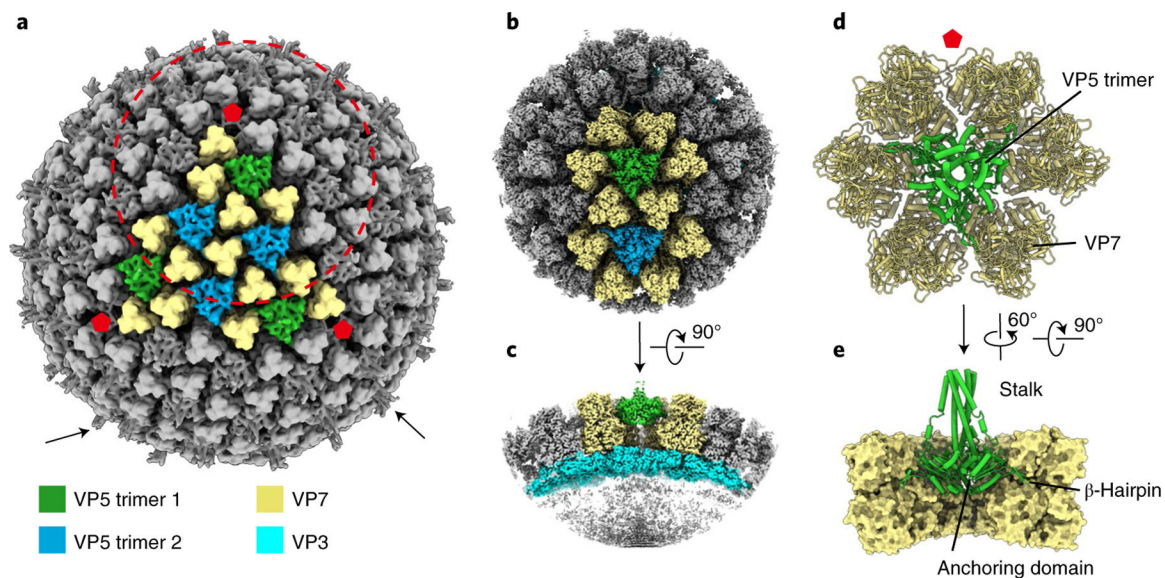 a
b
d
VP5 trimer
VP7
90°
60°
90°
c
e
Stalk
β-Hairpin
Anchoring domain
VP5 trimer 1
VP7
VP5 trimer 2
VP3